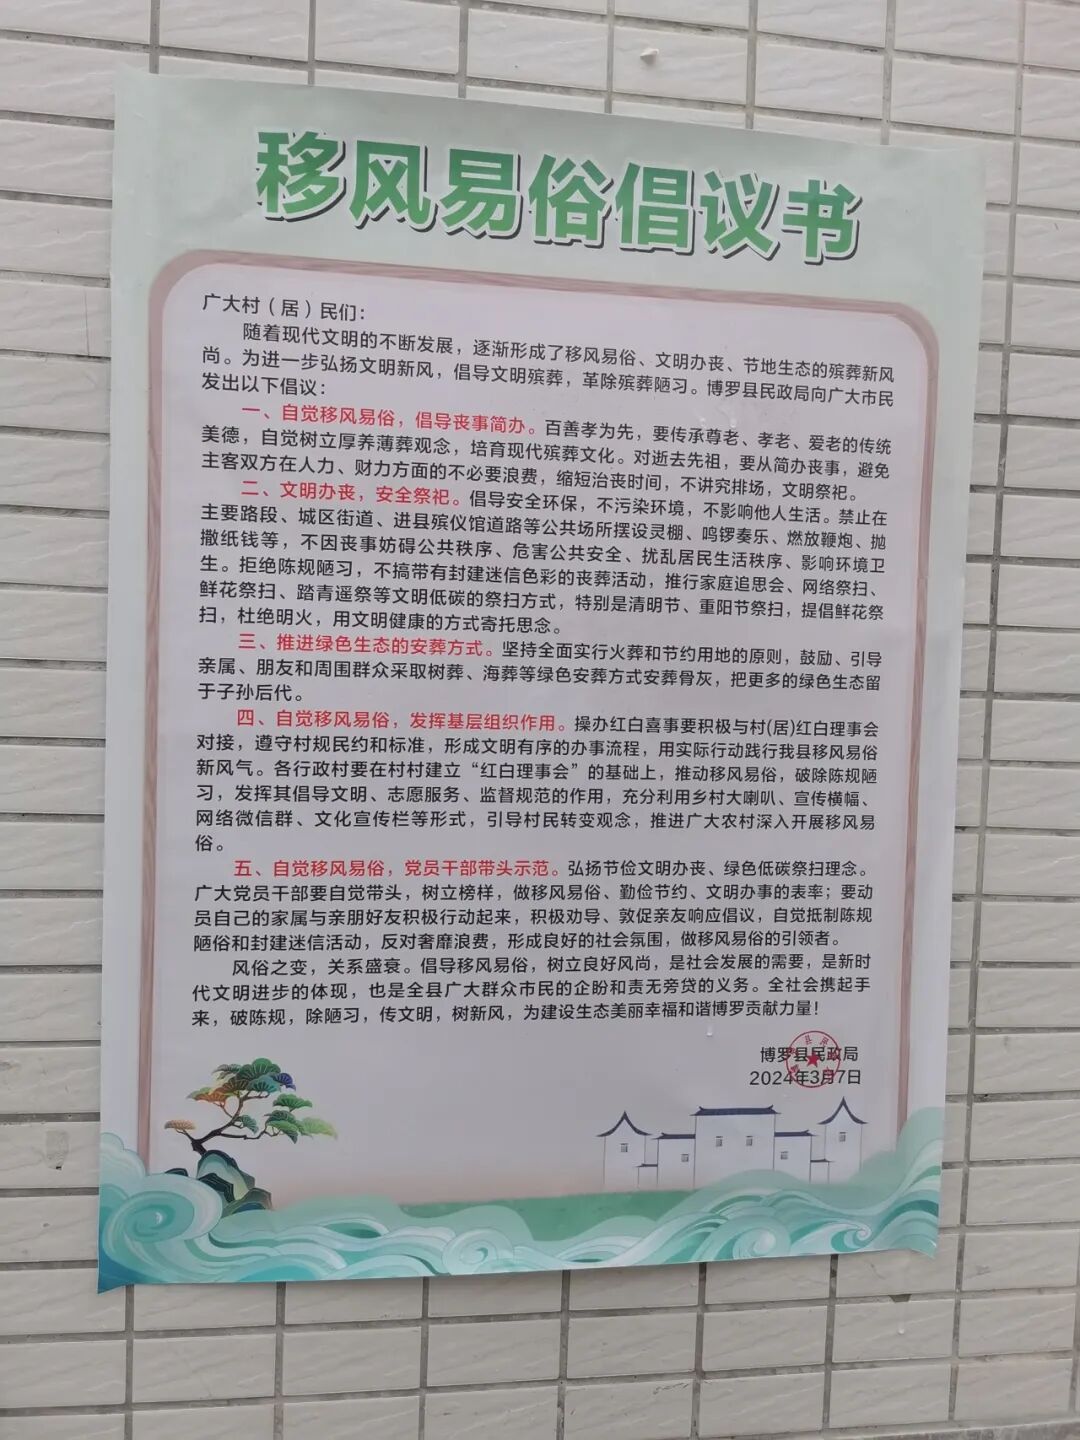 移风易俗倡议书
广大村（居）民们：
随着现代文明的不断发展，逐渐形成了移风易俗、文明办丧、节地生态的殡葬新风
尚。为进一步弘扬文明新风，倡导文明殡葬，革除殡葬陋习。博罗县民政局向广大市民
发出以下倡议：
一、自觉移风易俗，倡导丧事简办。百善孝为先，要传承尊老、孝老、爱老的传统
美德，自觉树立厚养薄葬观念，培育现代殡葬文化。对逝去先祖，要从简办丧事，避免
主客双方在人力、财力方面的不必要浪费，缩短治丧时间，不讲究排场，文明祭祀。
二、文明办丧，安全祭祀。倡导安全环保，不污染环境，不影响他人生活。禁止在
主要路段、城区街道、进县殡仪馆道路等公共场所摆设灵棚、鸣锣奏乐、燃放鞭炮、抛
撒纸钱等，不因丧事妨碍公共秩序、危害公共安全、扰乱居民生活秩序、影响环境卫
生。拒绝陈规陋习，不搞带有封建迷信色彩的丧葬活动，推行家庭追思会、网络祭扫、
鲜花祭扫、踏青遥祭等文明低碳的祭扫方式，特别是清明节、重阳节祭扫，提倡鲜花祭
扫，杜绝明火，用文明健康的方式寄托思念。
三、推进绿色生态的安葬方式。坚持全面实行火葬和节约用地的原则，鼓励、引导
亲属、朋友和周围群众采取树葬、海葬等绿色安葬方式安葬骨灰，把更多的绿色生态留
于子孙后代。
四、自觉移风易俗，发挥基层组织作用。操办红白喜事要积极与村(居)红白理事会
对接，遵守村规民约和标准，形成文明有序的办事流程，用实际行动践行我县移风易俗
新风气。各行政村要在村村建立“红白理事会”的基础上，推动移风易俗，破除陈规陋
习，发挥其倡导文明、志愿服务、监督规范的作用，充分利用乡村大喇叭、宣传横幅、
网络微信群、文化宣传栏等形式，引导村民转变观念，推进广大农村深入开展移风易
俗。
五、自觉移风易俗，党员干部带头示范。弘扬节俭文明办丧、绿色低碳祭扫理念。
广大党员干部要自觉带头，树立榜样，做移风易俗、勤俭节约、文明办事的表率；要动
员自己的家属与亲朋好友积极行动起来，积极劝导、敦促亲友响应倡议，自觉抵制陈规
陋俗和封建迷信活动，反对奢靡浪费，形成良好的社会氛围，做移风易俗的引领者。
风俗之变，关系盛衰。倡导移风易俗，树立良好风尚，是社会发展的需要，是新时
代文明进步的体现，也是全县广大群众市民的企盼和责无旁贷的义务。全社会携起手
来，破陈规，除陋习，传文明，树新风，为建设生态美丽幸福和谐博罗贡献力量！
博罗县民政局
2024年3月7日